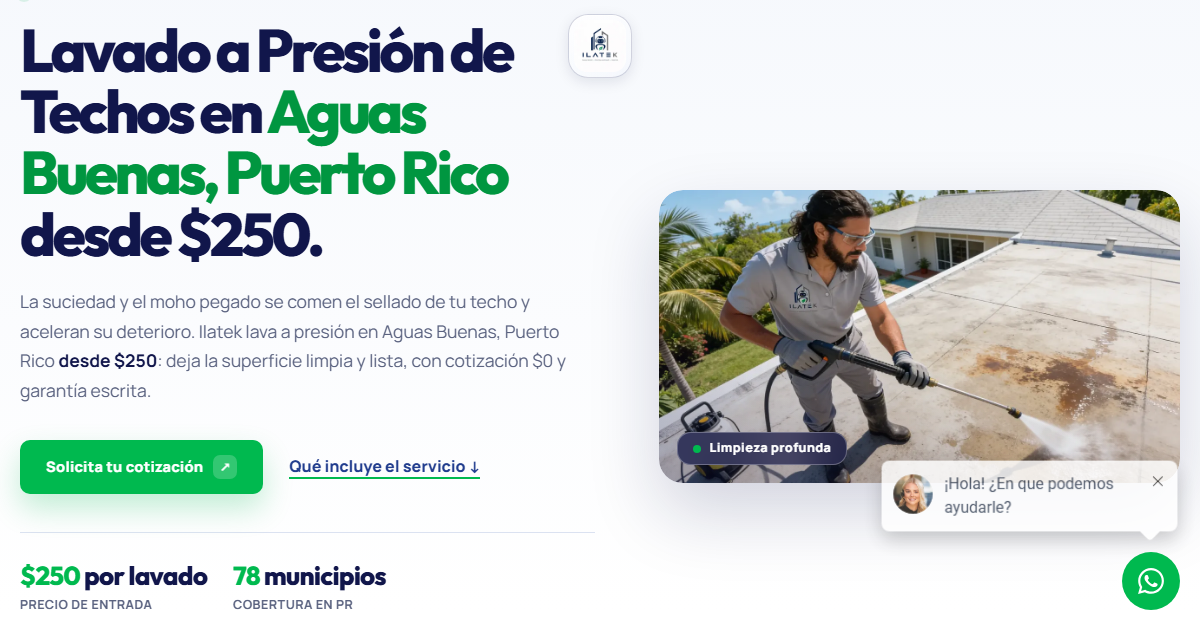 Lavado a Presión de
Techos en Aguas
Buenas, Puerto Rico
desde $250.
ILATEK
La suciedad y el moho pegado se comen el sellado de tu techo y
aceleran su deterioro. Ilatek lava a presión en Aguas Buenas, Puerto
Rico desde $250: deja la superficie limpia y lista, con cotización $0 y
garantía escrita.
Solicita tu cotización ↗
Qué incluye el servicio ↓
$250 por lavado
PRECIO DE ENTRADA
78 municipios
COBERTURA EN PR
ILATEK
Limpieza profunda
¡Hola! ¿En que podemos
ayudarle?